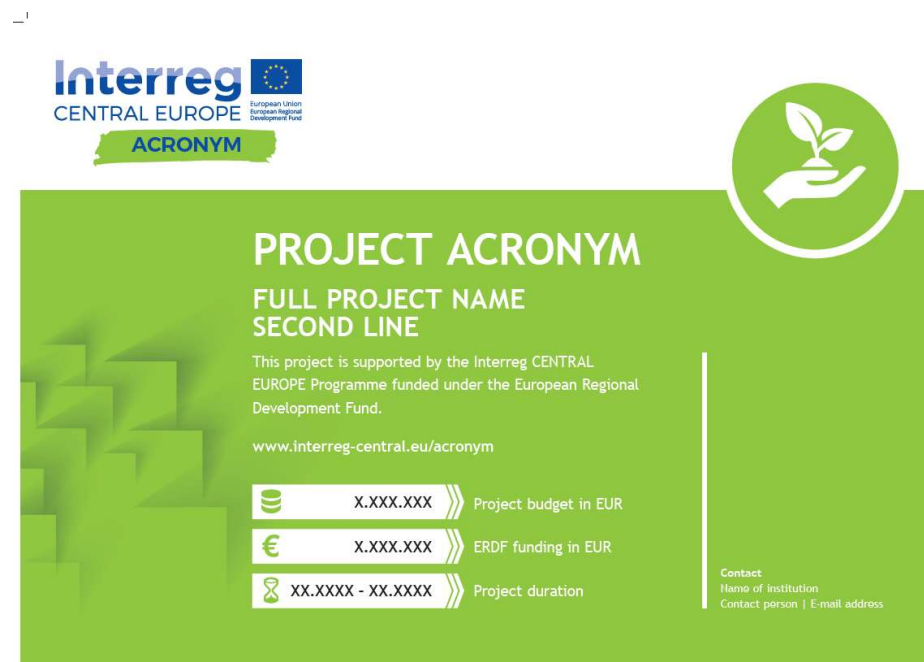 Interreg
CENTRAL EUROPE
European Union
European Regional
Development Fund
ACRONYM
PROJECT ACRONYM
FULL PROJECT NAME
SECOND LINE
This project is supported by the Interreg CENTRAL
EUROPE Programme funded under the European Regional
Development Fund.
www.interreg-central.eu/acronym
X.XXX.XXX Project budget in EUR
€ X.XXX.XXX ERDF funding in EUR
XX.XXXX - XX.XXXX Project duration
Contact
Name of institution
Contact person | E-mail address